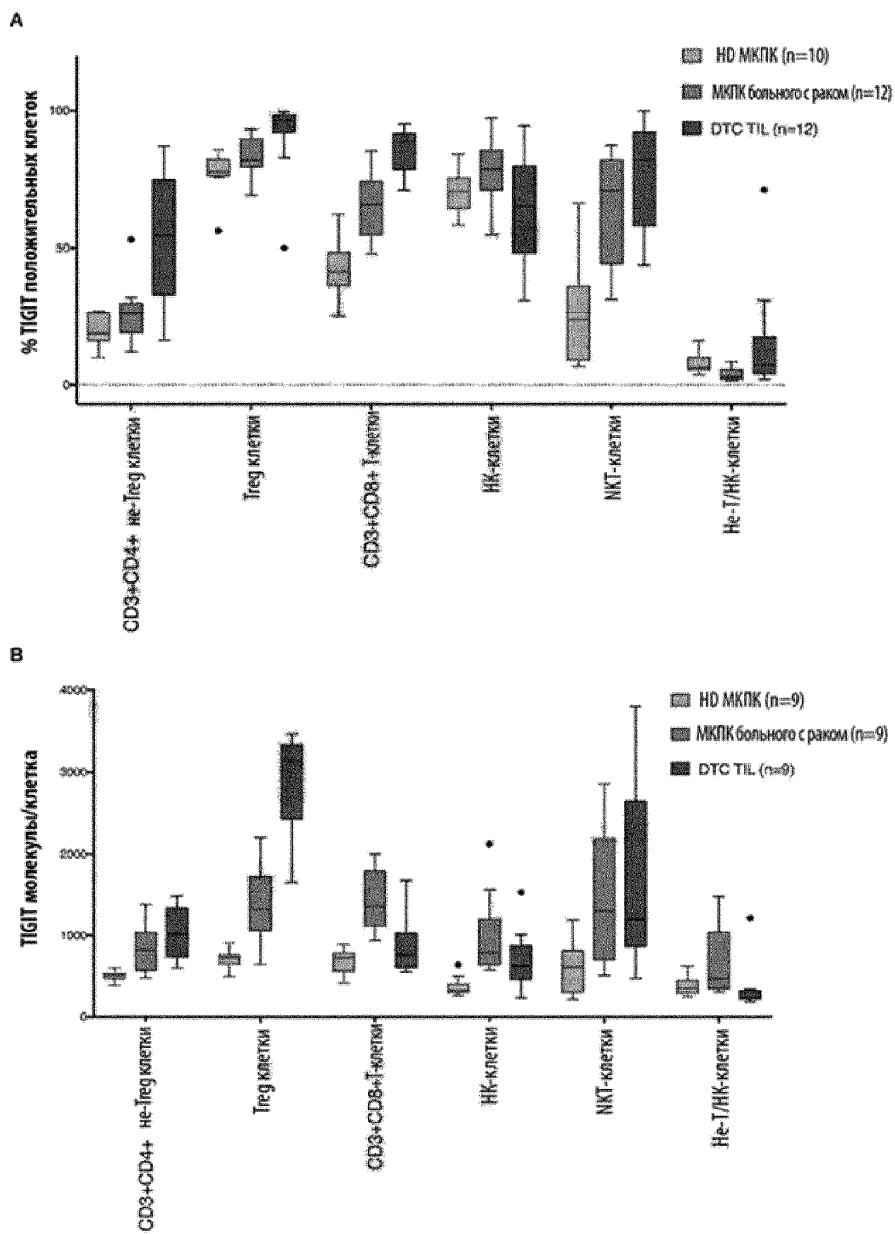 A
HD МКПК (n=10)
МКПК больного с раком (n=12)
DTC TIL (n=12)
% TIGIT положительных клеток
100
50
0
CD3+CD4+ не-Treg клетки
Treg клетки
CD3+CD8+ Т-клетки
НК-клетки
NKT-клетки
Не-Т/НК-клетки
B
HD МКПК (n=9)
МКПК больного с раком (n=9)
DTC TIL (n=9)
TIGIT молекулы/клетка
4000
3000
2000
1000
0
CD3+CD4+ не-Treg клетки
Treg клетки
CD3+CD8+Т-клетки
НК-клетки
NKT-клетки
Не-Т/НК-клетки